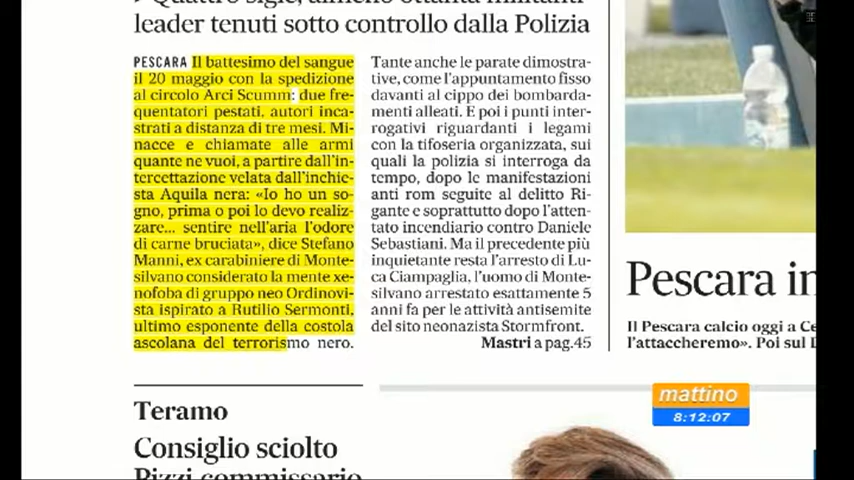 > Quattro sigle, almeno ottanta militanti
leader tenuti sotto controllo dalla Polizia
PESCARA Il battesimo del sangue
il 20 maggio con la spedizione
al circolo Arci Scumm: due fre-
quentatori pestati, autori inca-
strati a distanza di tre mesi. Mi-
nacce e chiamate alle armi
quante ne vuoi, a partire dall'in-
tercettazione velata dall'inchie-
sta Aquila nera: «Io ho un so-
gno, prima o poi lo devo realiz-
zare... sentire nell'aria l'odore
di carne bruciata», dice Stefano
Manni, ex carabiniere di Monte-
silvano considerato la mente xe-
nofoba di gruppo neo Ordinovi-
sta ispirato a Rutilio Sermonti,
ultimo esponente della costola
ascolana del terrorismo nero.
Tante anche le parate dimostra-
tive, come l'appuntamento fisso
davanti al cippo dei bombarda-
menti alleati. E poi i punti inter-
rogativi riguardanti i legami
con la tifoseria organizzata, sui
quali la polizia si interroga da
tempo, dopo le manifestazioni
anti rom seguite al delitto Ri-
gante e soprattutto dopo l'atten-
tato incendiario contro Daniele
Sebastiani. Ma il precedente più
inquietante resta l'arresto di Lu-
ca Ciampaglia, l'uomo di Monte-
silvano arrestato esattamente 5
anni fa per le attività antisemite
del sito neonazista Stormfront.
Mastri a pag.45
Pescara in
Il Pescara calcio oggi a Ce
l'attaccheremo». Poi sul
mattino
8:12:07
Teramo
Consiglio sciolto
Pizzi commissario